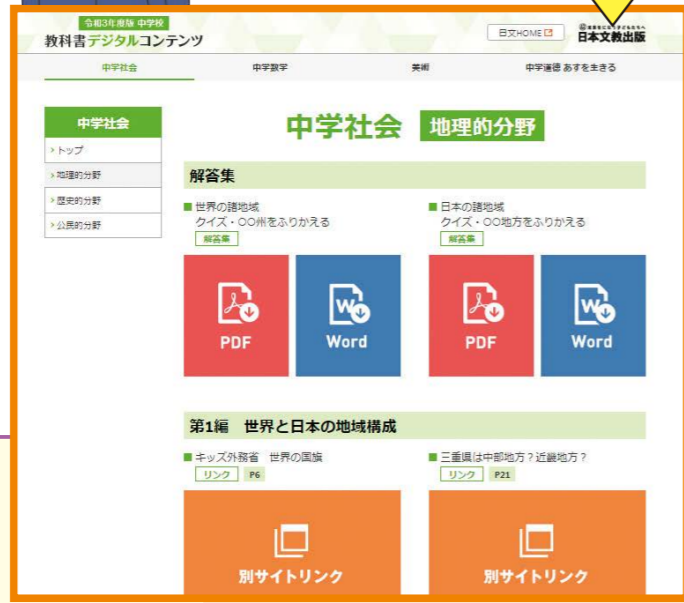 令和3年度版 中学校
教科書デジタルコンテンツ
日文HOME
日本文教出版
中学社会
中学数学
美術
中学道徳 あすを生きる
中学社会
トップ
地理的分野
歴史的分野
公民的分野
中学社会 地理的分野
解答集
世界の諸地域
クイズ・〇〇州をふりかえる
解答集
PDF
Word
日本の諸地域
クイズ・〇〇地方をふりかえる
解答集
PDF
Word
第1編 世界と日本の地域構成
キッズ外務省 世界の国旗
リンク P6
別サイトリンク
三重県は中部地方?近畿地方?
リンク P21
別サイトリンク